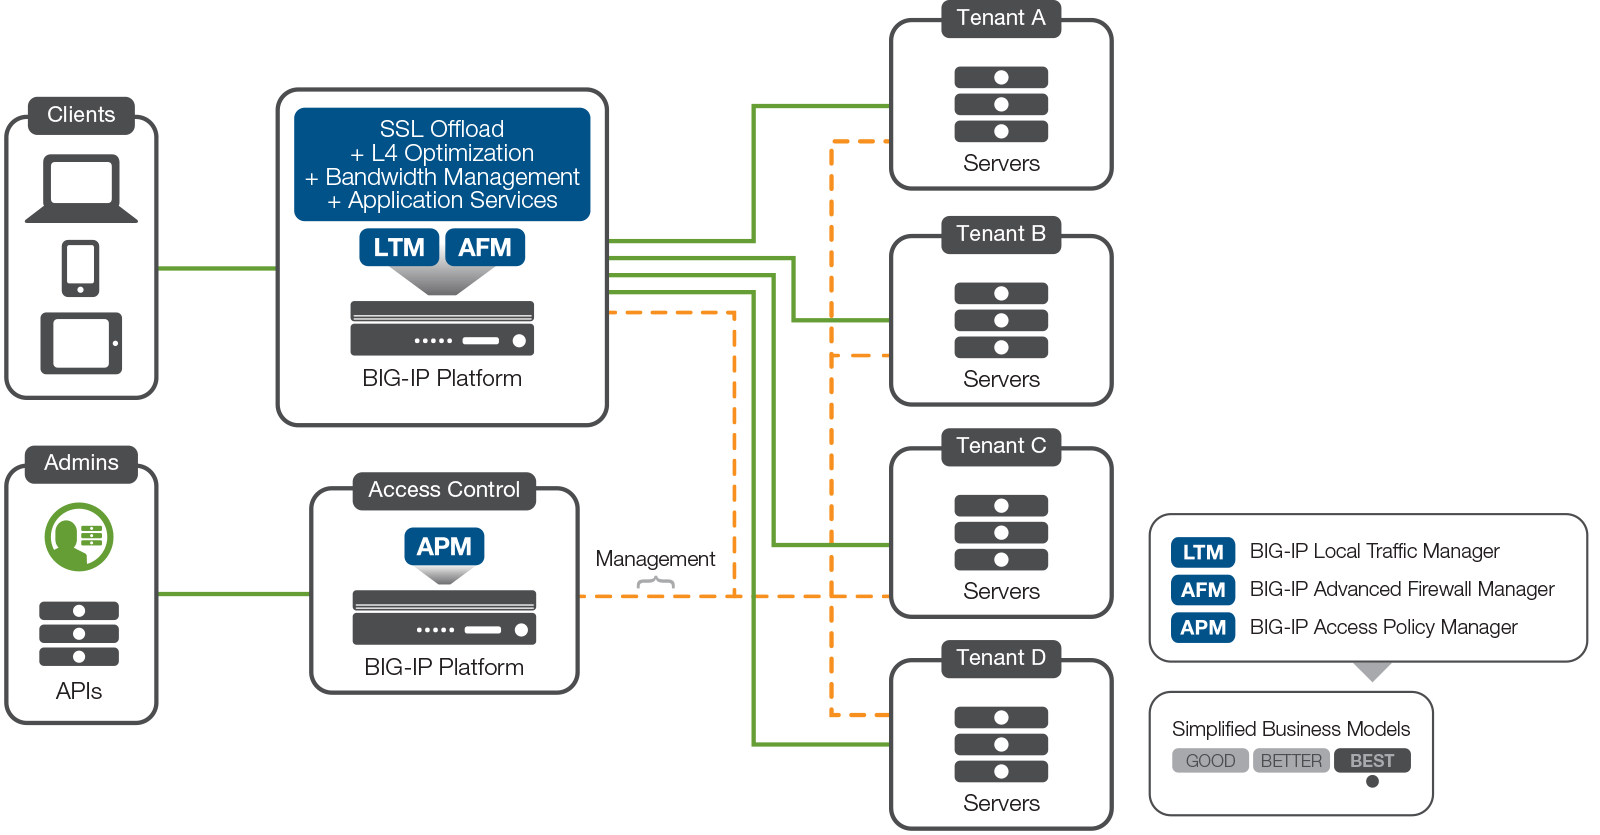 Clients
SSL Offload
+ L4 Optimization
+ Bandwidth Management
+ Application Services
LTM
AFM
BIG-IP Platform
Admins
APIs
Access Control
APM
BIG-IP Platform
Management
Tenant A
Servers
Tenant B
Servers
Tenant C
Servers
Tenant D
Servers
LTM BIG-IP Local Traffic Manager
AFM BIG-IP Advanced Firewall Manager
APM BIG-IP Access Policy Manager
Simplified Business Models
GOOD BETTER BEST